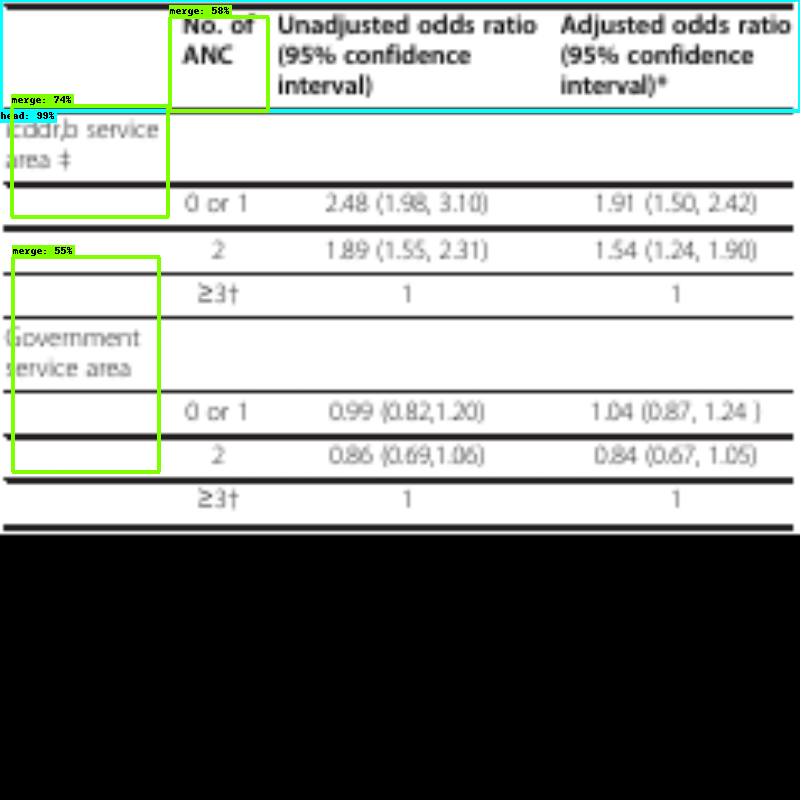 merge: 58%
No. of ANC Unadjusted odds ratio (95% confidence interval) Adjusted odds ratio (95% confidence interval)*
merge: 74%
head: 99%
icddr,b service
area ‡
0 or 1 2.48 (1.98, 3.10) 1.91 (1.50, 2.42)
2 1.89 (1.55, 2.31) 1.54 (1.24, 1.90)
merge: 55%
≥3† 1 1
Government
service area
0 or 1 0.99 (0.82,1.20) 1.04 (0.87, 1.24 )
2 0.86 (0.69,1.06) 0.84 (0.67, 1.05)
≥3† 1 1